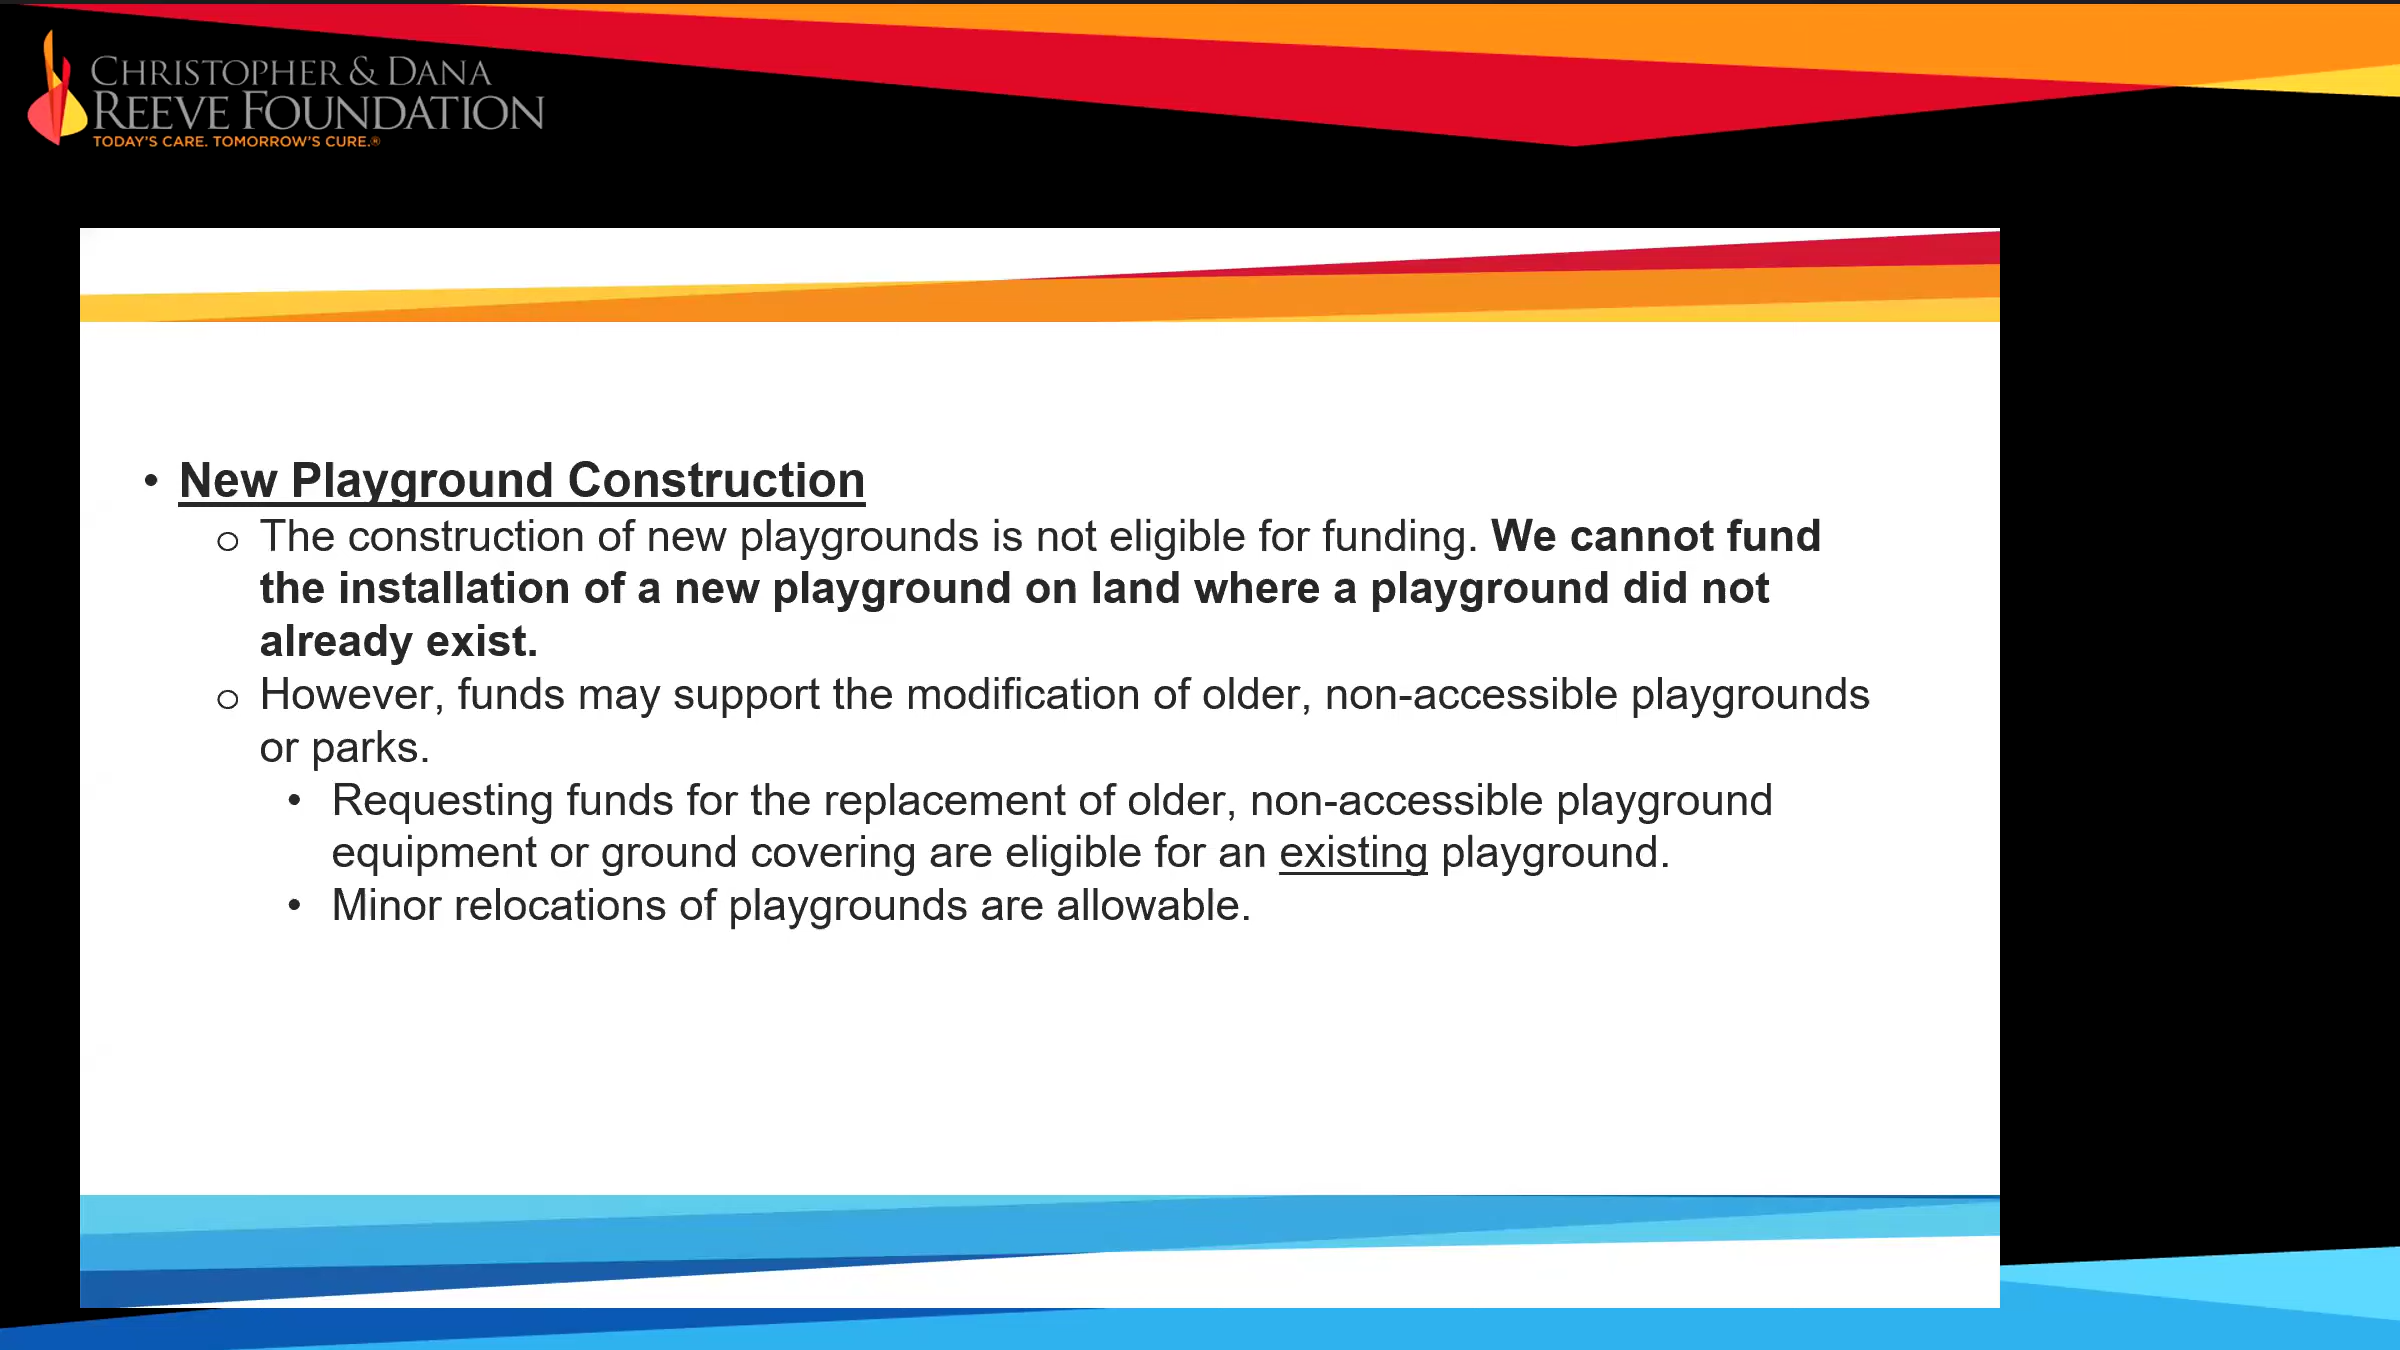 CHRISTOPHER & DANA
REEVE FOUNDATION
TODAY'S CARE. TOMORROW'S CURE.®
• New Playground Construction
o The construction of new playgrounds is not eligible for funding. We cannot fund
the installation of a new playground on land where a playground did not
already exist.
o However, funds may support the modification of older, non-accessible playgrounds
or parks.
• Requesting funds for the replacement of older, non-accessible playground
equipment or ground covering are eligible for an existing playground.
• Minor relocations of playgrounds are allowable.